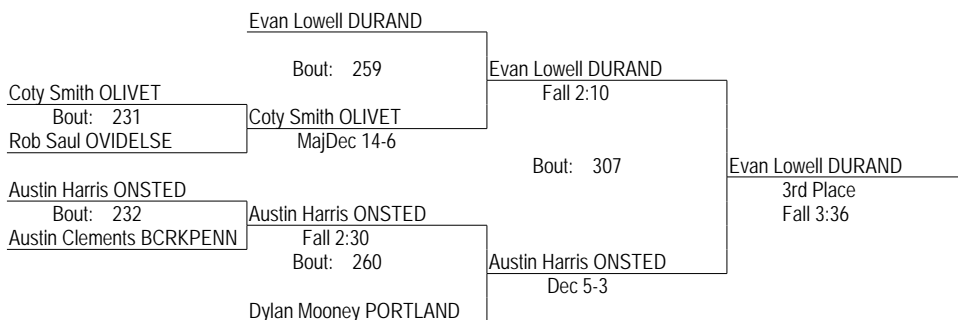 Evan Lowell DURAND
Bout: 259
Evan Lowell DURAND
Fall 2:10
Coty Smith OLIVET
Bout: 231
Rob Saul OVIDELSE
Coty Smith OLIVET
MajDec 14-6
Bout: 307
Evan Lowell DURAND
3rd Place
Fall 3:36
Austin Harris ONSTED
Bout: 232
Austin Clements BCRKPENN
Austin Harris ONSTED
Fall 2:30
Bout: 260
Austin Harris ONSTED
Dec 5-3
Dylan Mooney PORTLAND